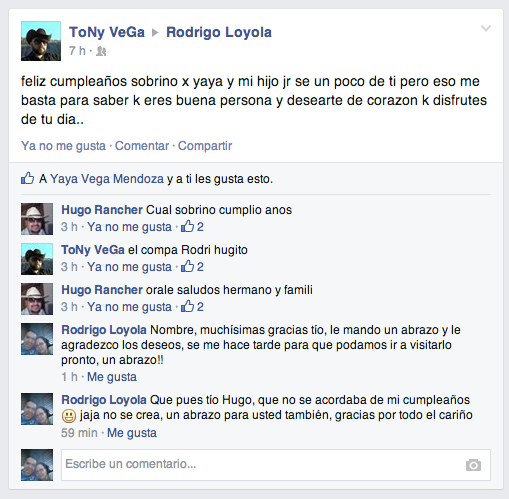 ToNy VeGa ▸ Rodrigo Loyola
7 h ·
feliz cumpleaños sobrino x yaya y mi hijo jr se un poco de ti pero eso me
basta para saber k eres buena persona y desearte de corazon k disfrutes
de tu dia..
Ya no me gusta · Comentar · Compartir
A Yaya Vega Mendoza y a ti les gusta esto.
Hugo Rancher Cual sobrino cumplio anos
3 h · Ya no me gusta · 2
ToNy VeGa el compa Rodri hugito
3 h · Ya no me gusta · 2
Hugo Rancher orale saludos hermano y famili
3 h · Ya no me gusta · 2
Rodrigo Loyola Nombre, muchísimas gracias tío, le mando un abrazo y le
agradezco los deseos, se me hace tarde para que podamos ir a visitarlo
pronto, un abrazo!!
1 h · Me gusta
Rodrigo Loyola Que pues tío Hugo, que no se acordaba de mi cumpleaños
😃 jaja no se crea, un abrazo para usted también, gracias por todo el cariño
59 min · Me gusta
Escribe un comentario...